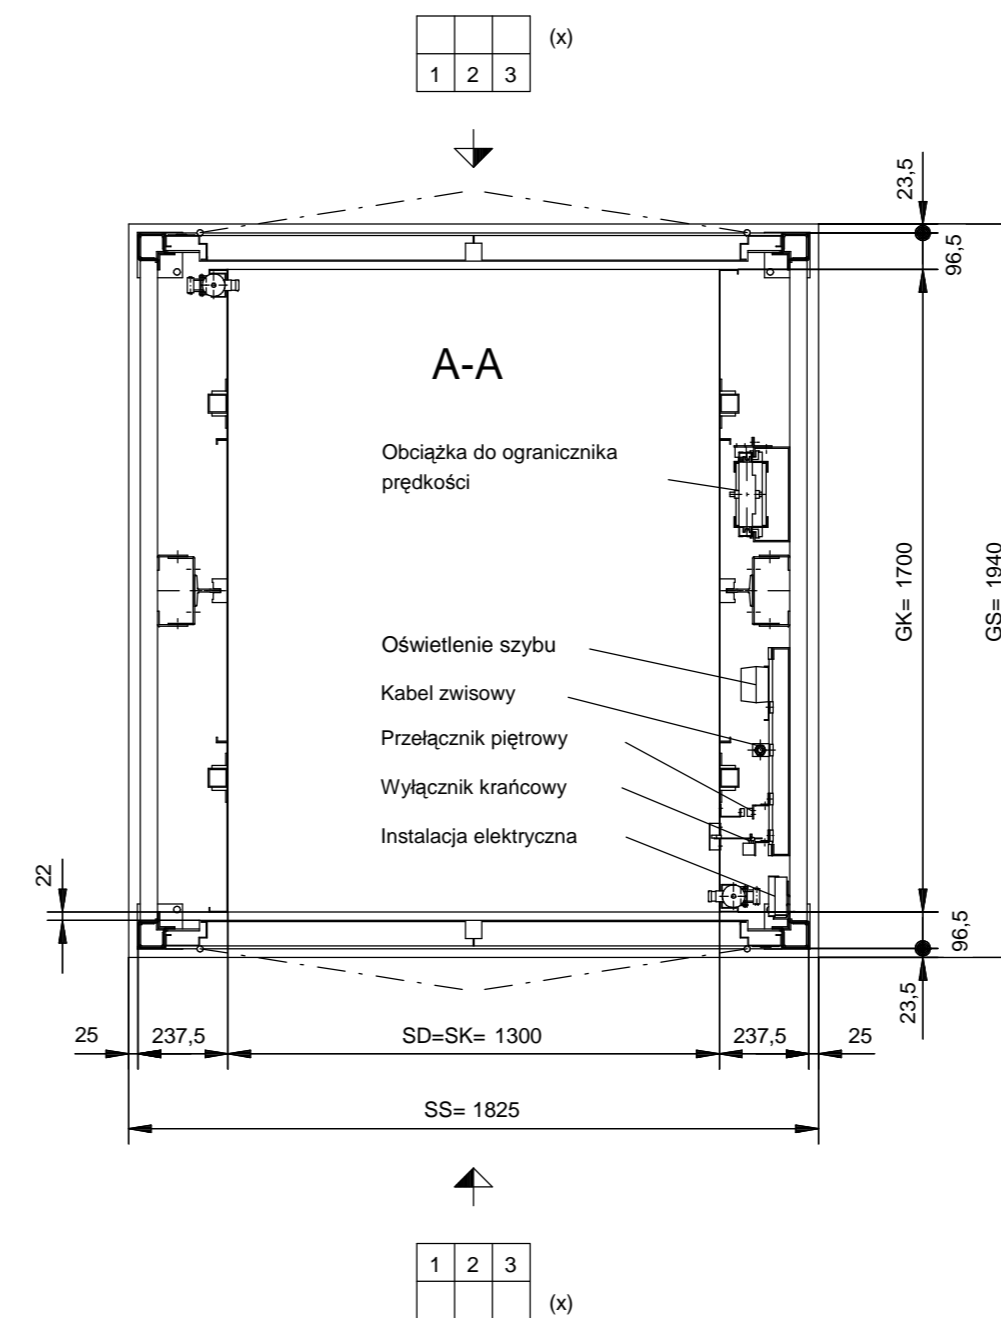 (x)
1 2 3
23,5
96,5
A-A
Obciążka do ogranicznika
prędkości
GK= 1700
GS= 1940
Oświetlenie szybu
Kabel zwisowy
Przełącznik piętrowy
Wyłącznik krańcowy
Instalacja elektryczna
22
96,5
23,5
25 237,5 SD=SK= 1300 237,5 25
SS= 1825
1 2 3
(x)